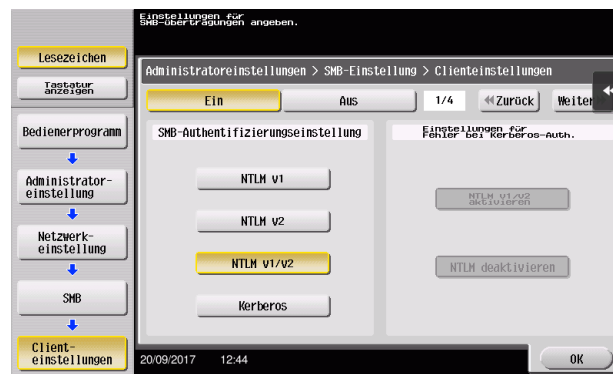 Einstellungen für
SMB-Übertragungen angeben.
Lesezeichen
Tastatur
anzeigen
Bedienerprogramm
Administrator-
einstellung
Netzwerk-
einstellung
SMB
Client-
einstellungen
Administratoreinstellungen > SMB-Einstellung > Clienteinstellungen
Ein
Aus
1/4
Zurück
Weiter
SMB-Authentifizierungseinstellung
NTLM v1
NTLM v2
NTLM v1/v2
Kerberos
Einstellungen für
Fehler bei Kerberos-Auth.
NTLM v1/v2
aktivieren
NTLM deaktivieren
20/09/2017 12:44
OK